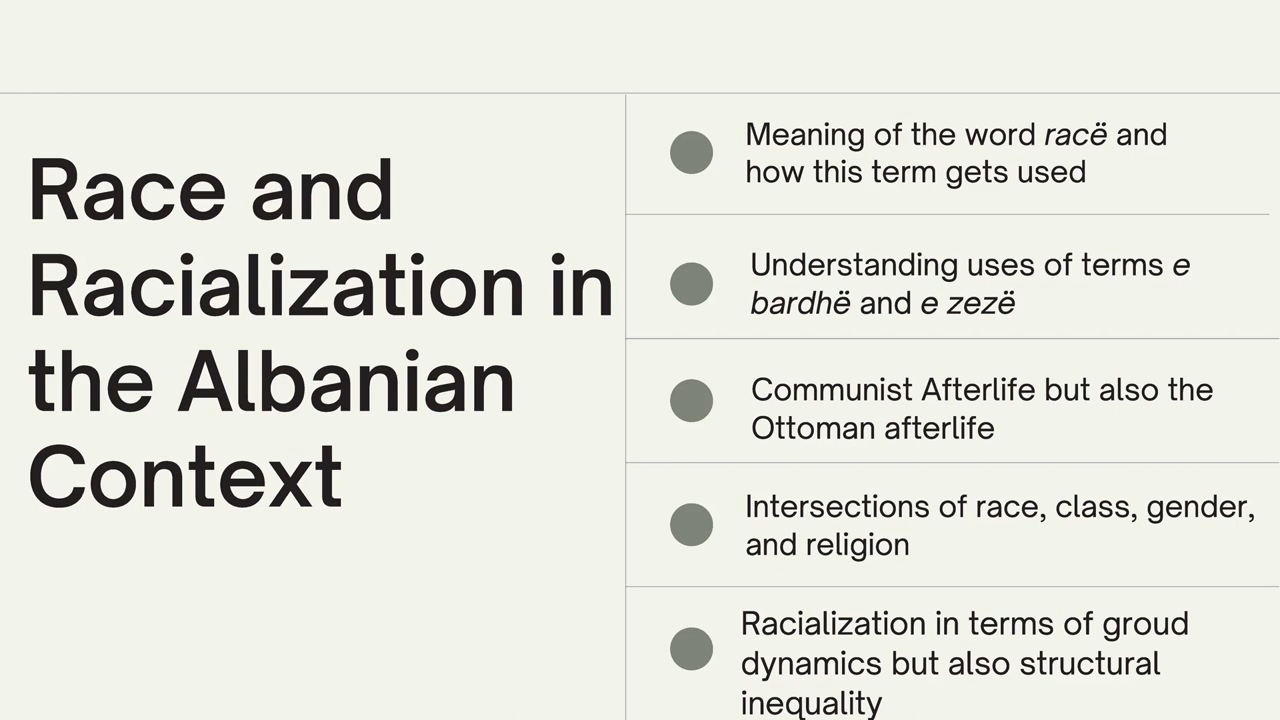 Race and
Racialization in
the Albanian
Context
Meaning of the word racë and
how this term gets used
Understanding uses of terms e
bardhë and e zezë
Communist Afterlife but also the
Ottoman afterlife
Intersections of race, class, gender,
and religion
Racialization in terms of groud
dynamics but also structural
inequality